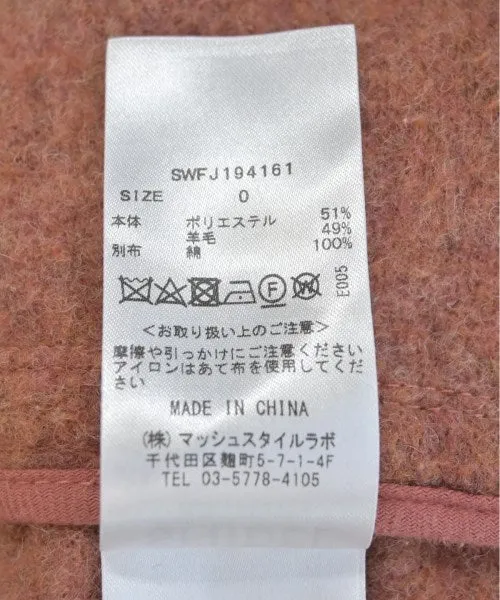 SWFJ194161
SIZE 0
本体 ポリエステル 51%
羊毛 49%
別布 綿 100%
F W
E005
<お取り扱い上のご注意>
摩擦や引っかけにご注意ください
アイロンはあて布を使用してくだ
さい
MADE IN CHINA
(株)マッシュスタイルラボ
千代田区麹町5-7-1-4F
TEL 03-5778-4105